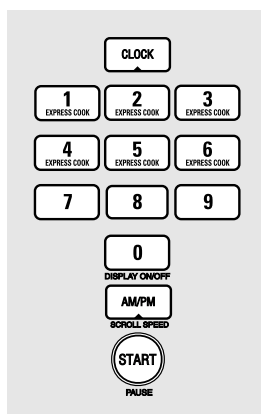 CLOCK
1 2 3
EXPRESS COOK EXPRESS COOK EXPRESS COOK
4 5 6
EXPRESS COOK EXPRESS COOK EXPRESS COOK
7 8 9
0
DISPLAY ON/OFF
AM/PM
SCROLL SPEED
START
PAUSE